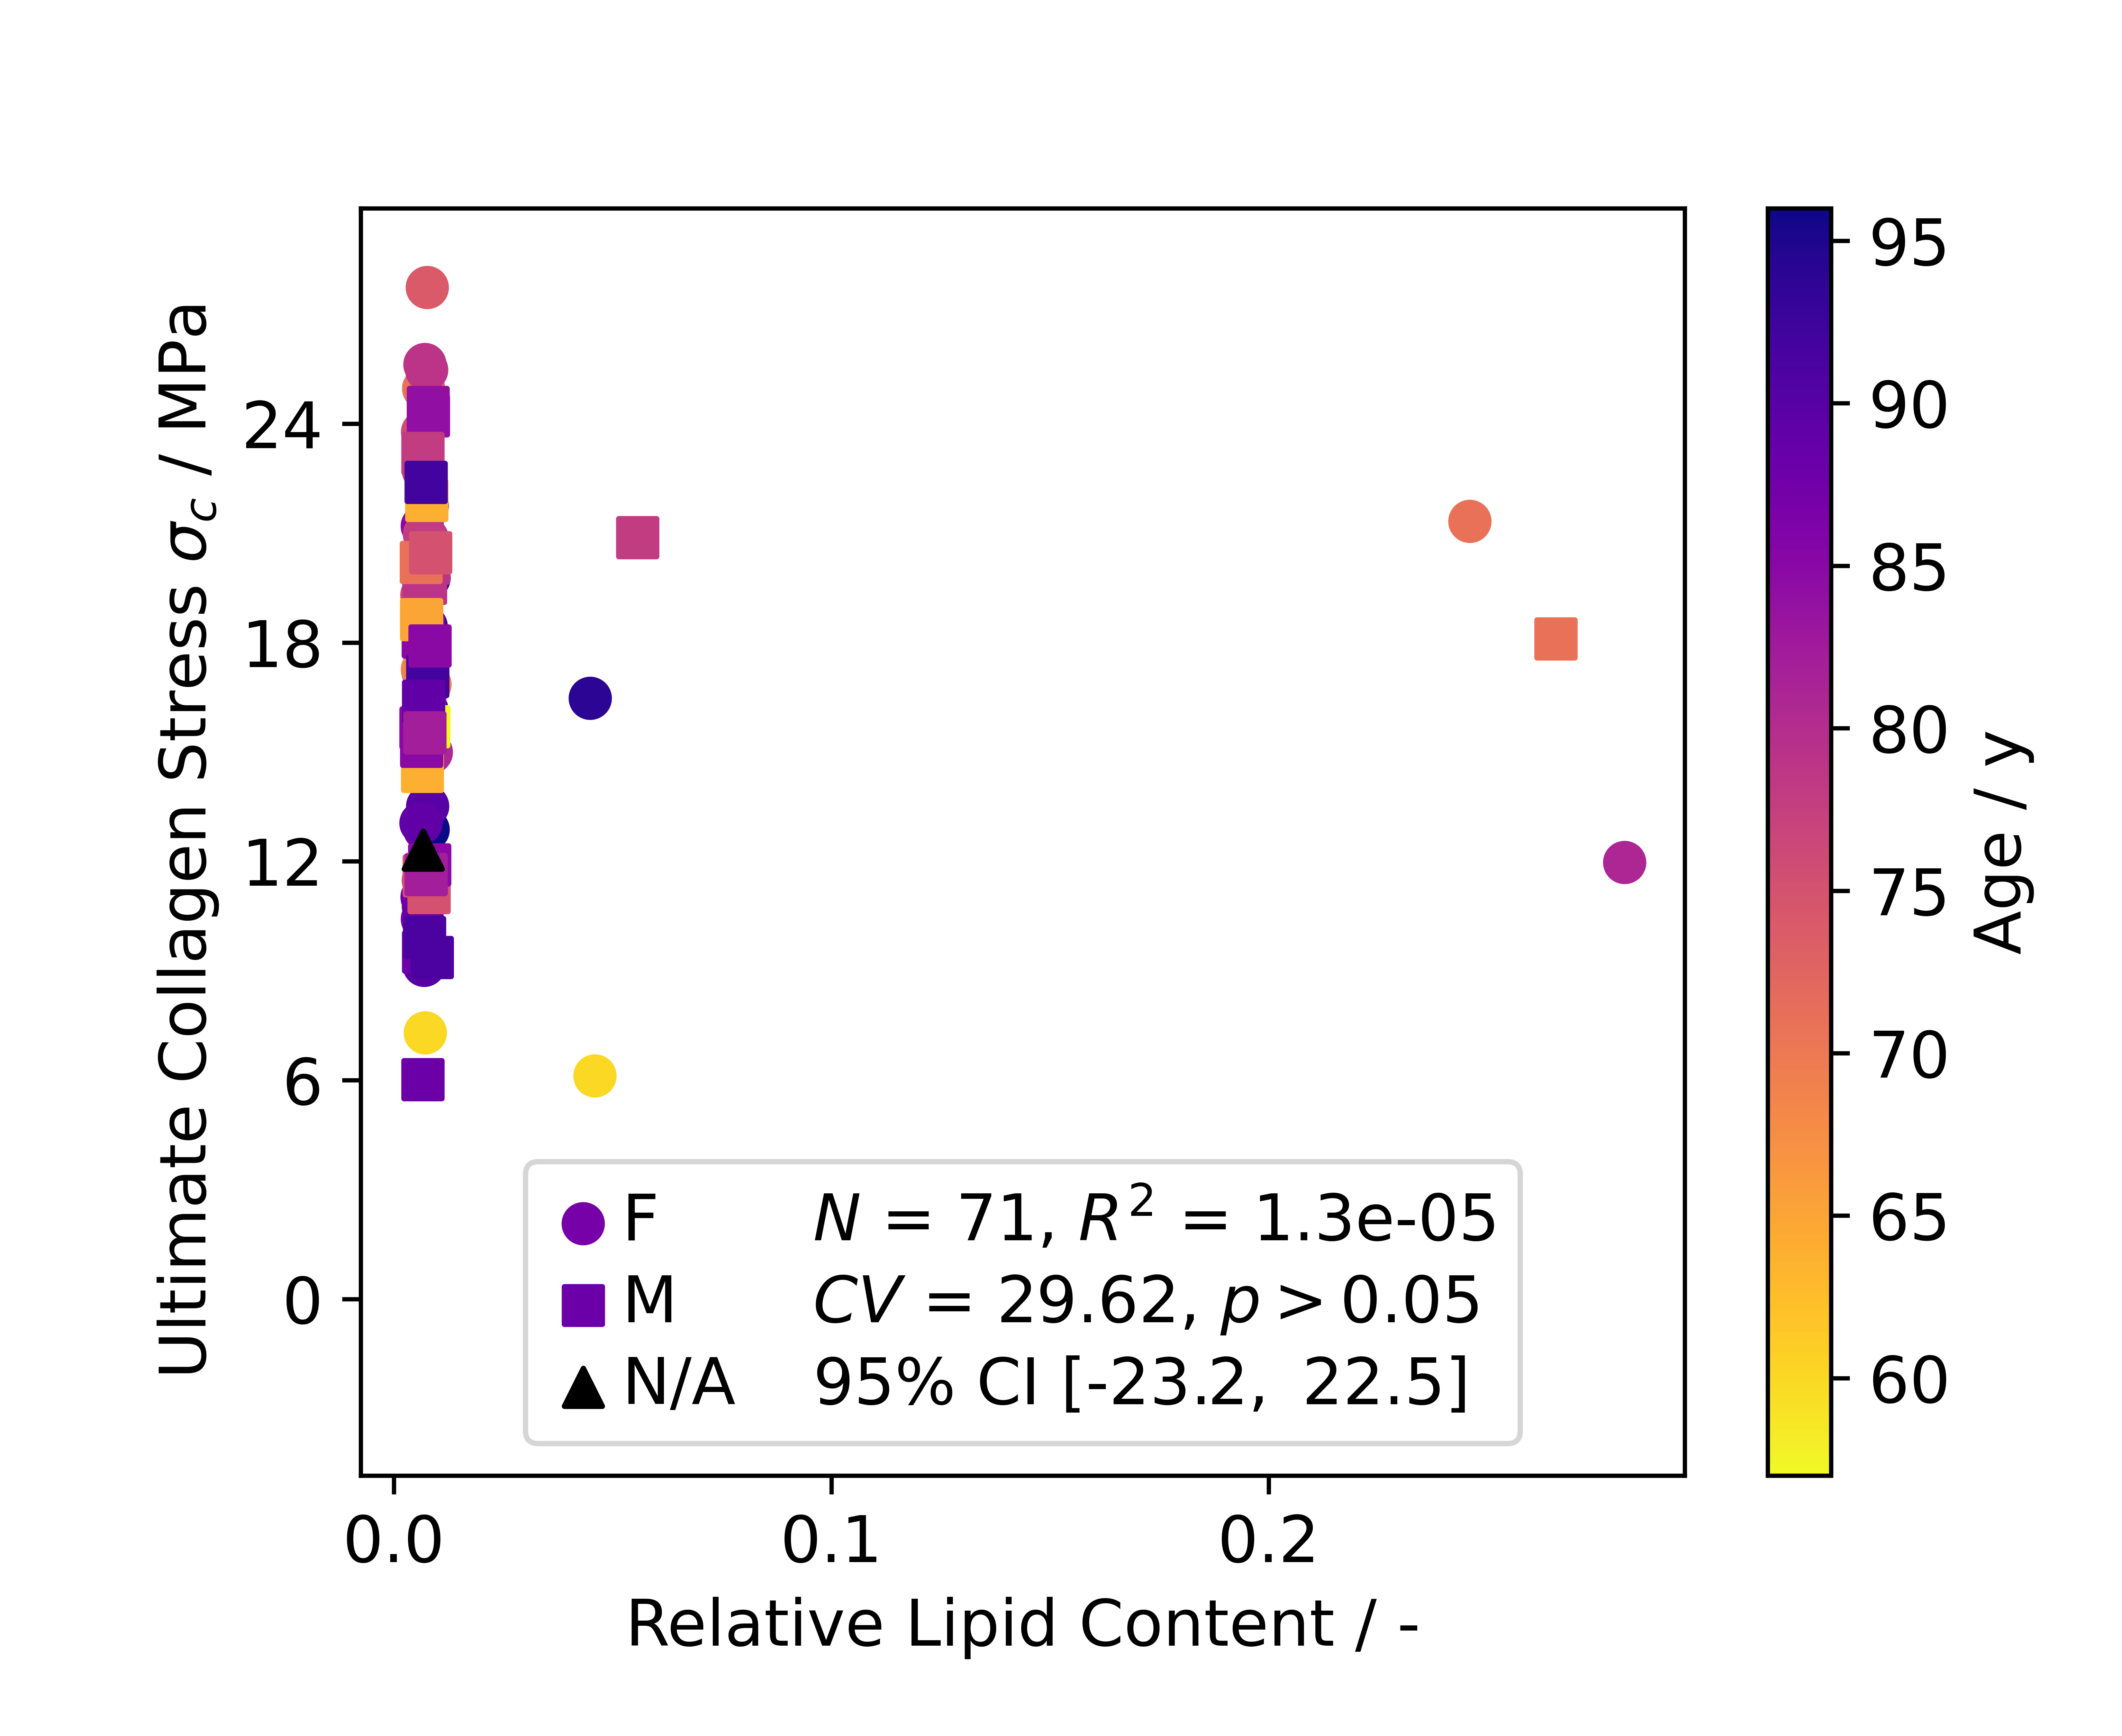 Ultimate Collagen Stress σc / MPa
24
18
12
6
0
F N = 71, R² = 1.3e-05
M CV = 29.62, p > 0.05
N/A 95% CI [-23.2, 22.5]
0.0 0.1 0.2
Relative Lipid Content / -
95
90
85
80
75
70
65
60
Age / y